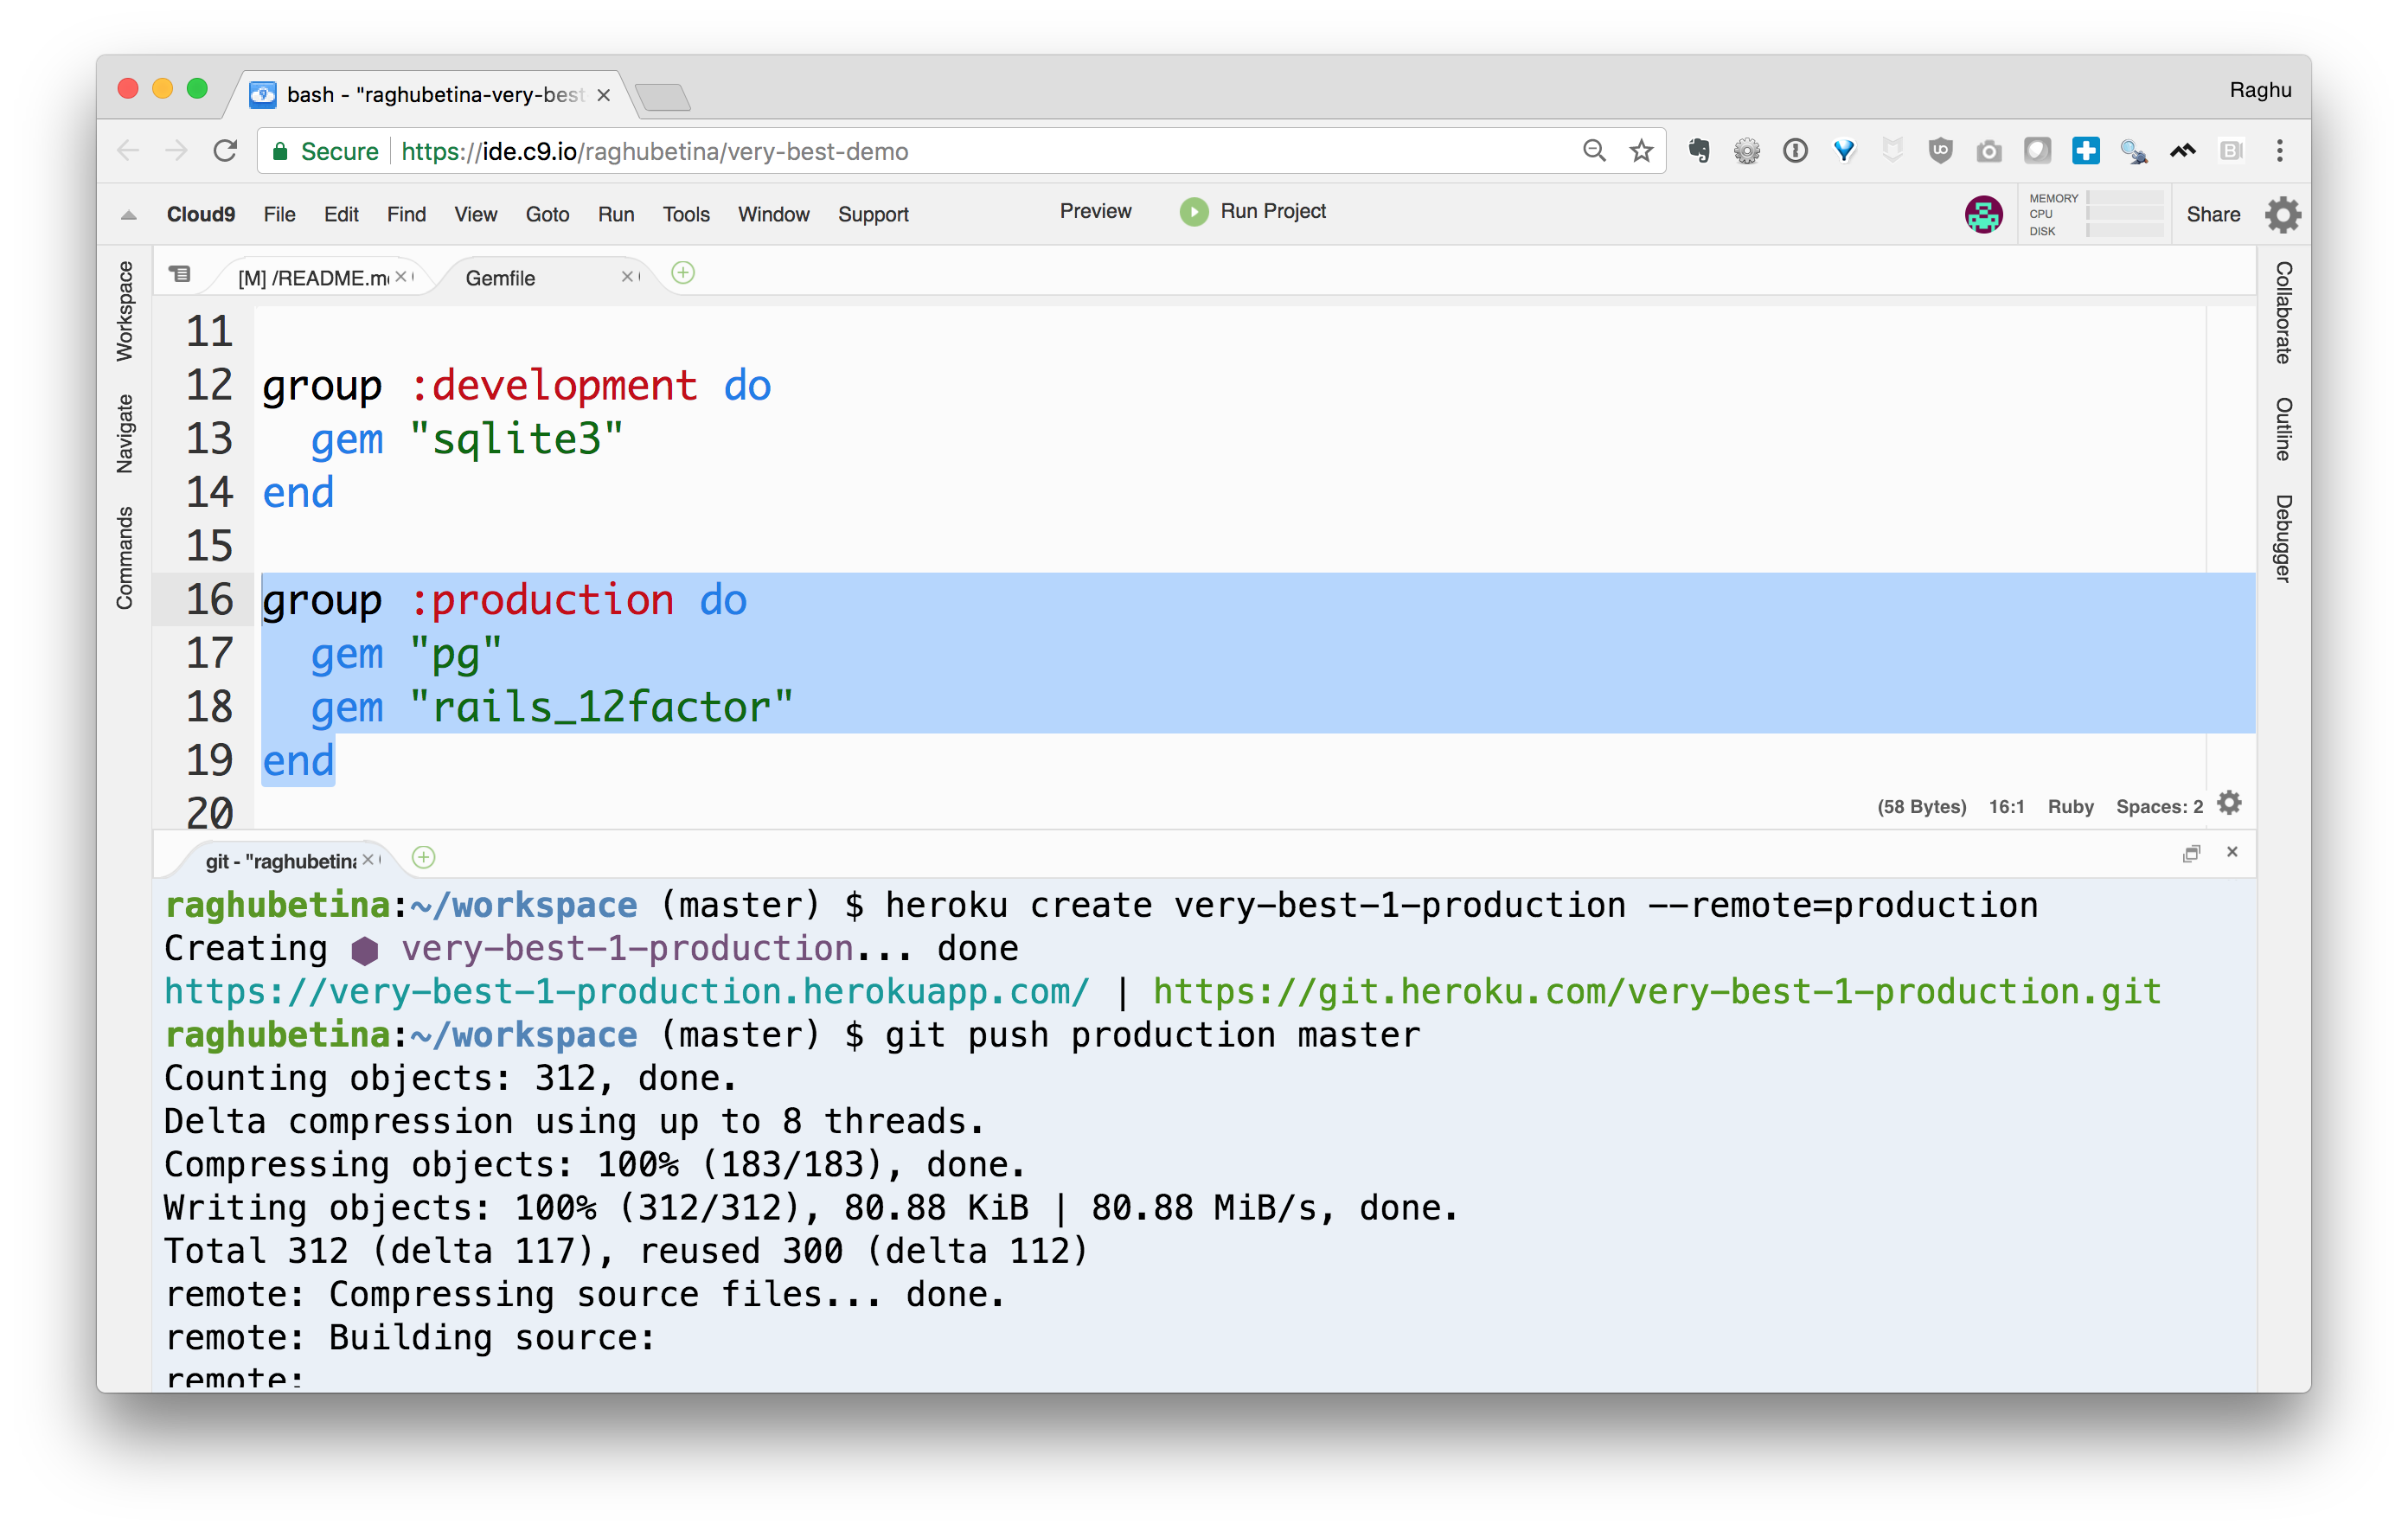 bash - "raghubetina-very-best
Raghu
Secure https://ide.c9.io/raghubetina/very-best-demo
Cloud9 File Edit Find View Goto Run Tools Window Support Preview Run Project MEMORY CPU DISK Share
Workspace
Navigate
Commands
Collaborate
Outline
Debugger
[M] /README.m Gemfile
11
12 group :development do
13 gem "sqlite3"
14 end
15
16 group :production do
17 gem "pg"
18 gem "rails_12factor"
19 end
20
(58 Bytes) 16:1 Ruby Spaces: 2
git - "raghubetina
raghubetina:~/workspace (master) $ heroku create very-best-1-production --remote=production
Creating ⬢ very-best-1-production... done
https://very-best-1-production.herokuapp.com/ | https://git.heroku.com/very-best-1-production.git
raghubetina:~/workspace (master) $ git push production master
Counting objects: 312, done.
Delta compression using up to 8 threads.
Compressing objects: 100% (183/183), done.
Writing objects: 100% (312/312), 80.88 KiB | 80.88 MiB/s, done.
Total 312 (delta 117), reused 300 (delta 112)
remote: Compressing source files... done.
remote: Building source:
remote: